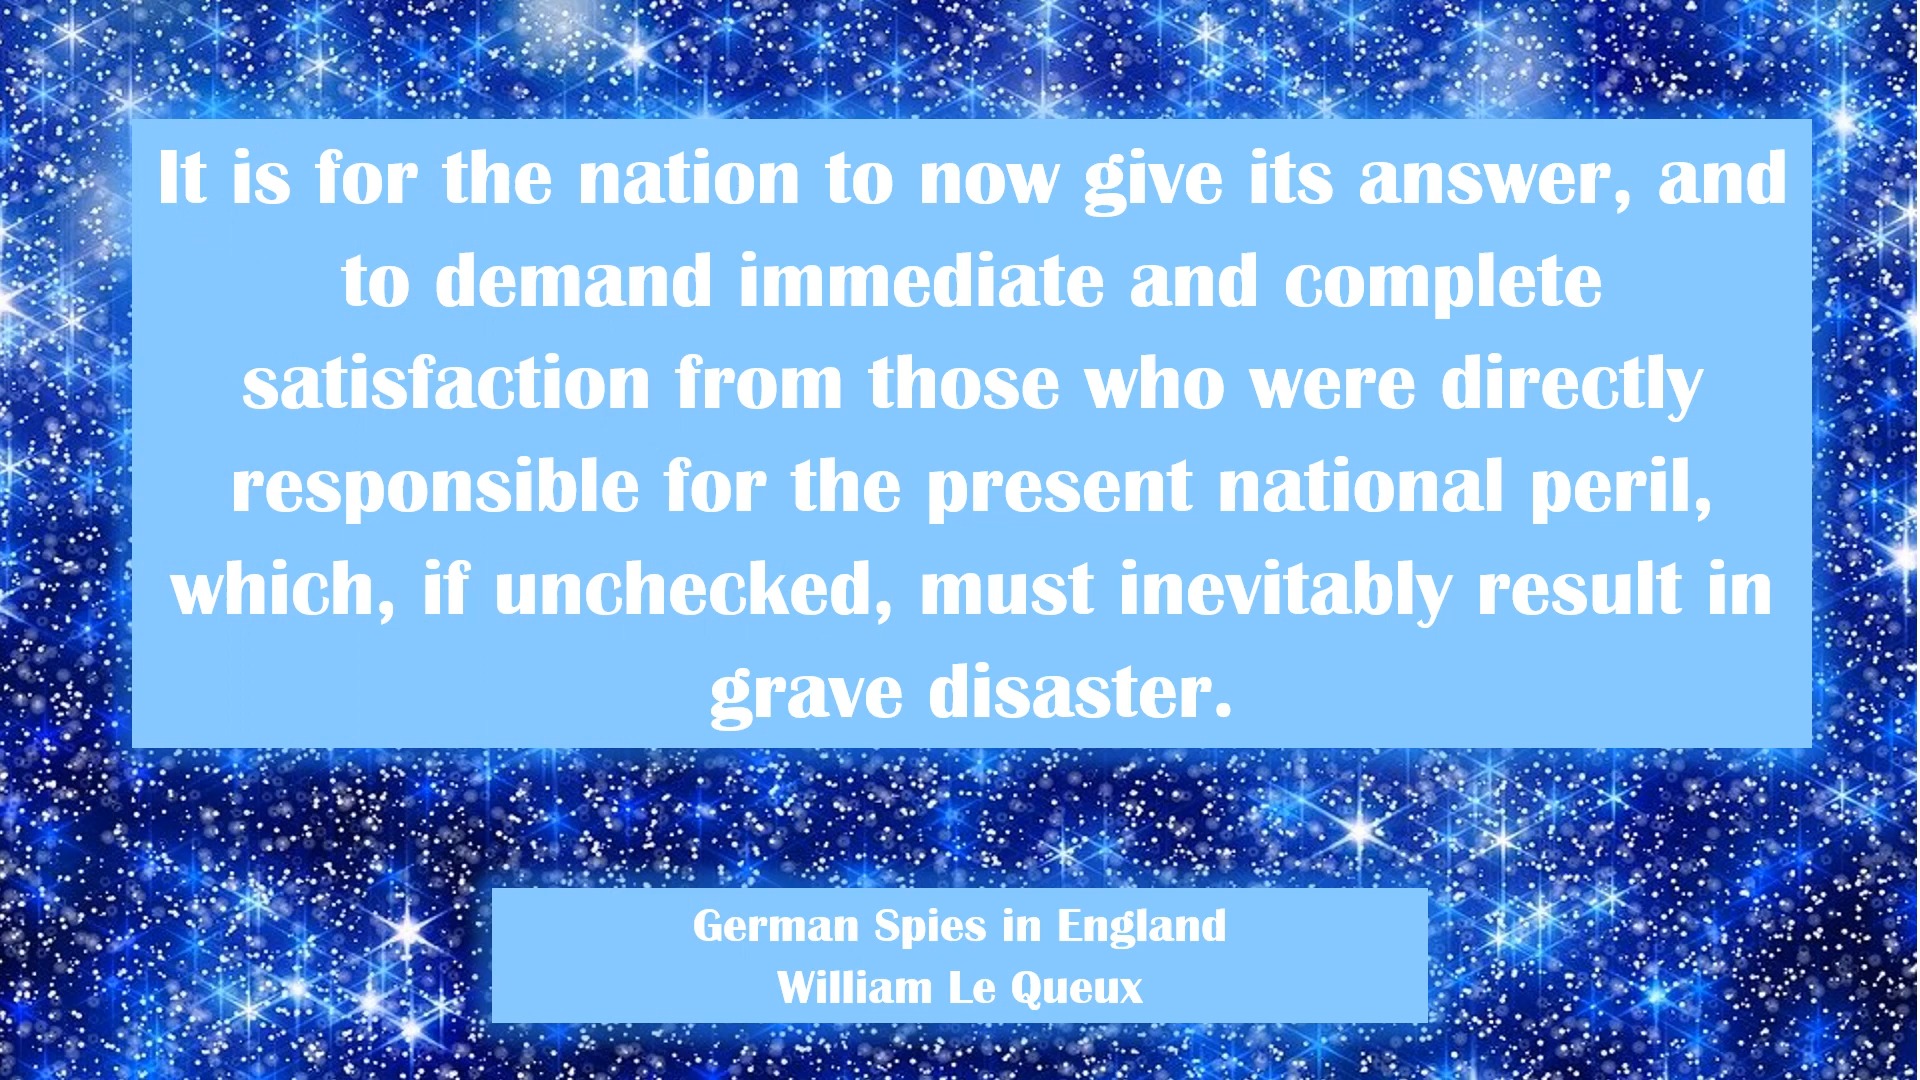 It is for the nation to now give its answer, and
to demand immediate and complete
satisfaction from those who were directly
responsible for the present national peril,
which, if unchecked, must inevitably result in
grave disaster.
German Spies in England
William Le Queux